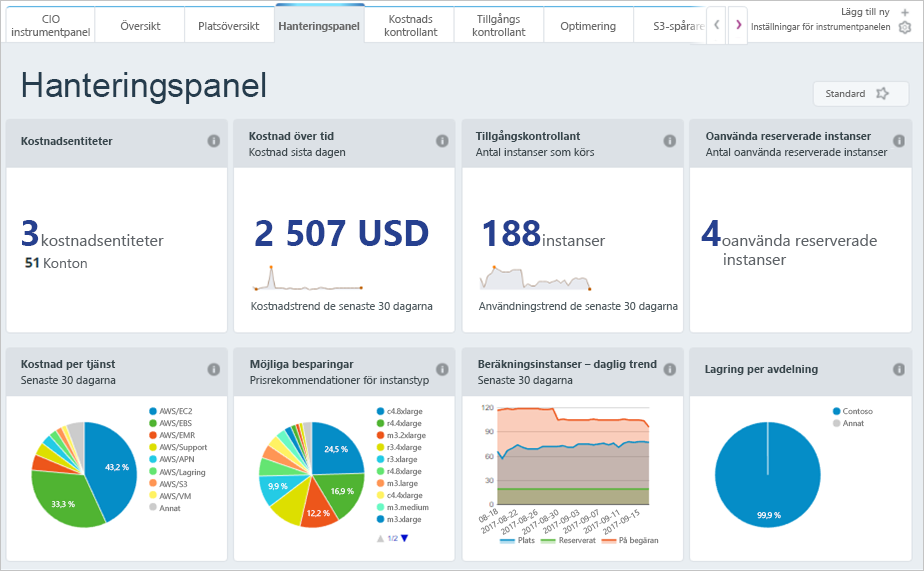 CIO
instrumentpanel
Översikt
Platsöversikt
Hanteringspanel
Kostnads
kontrollant
Tillgångs
kontrollant
Optimering
S3-spårare
Lägg till ny
Inställningar för instrumentpanelen
Hanteringspanel
Standard
Kostnadsentiteter
3 kostnadsentiteter
51 Konton
Kostnad över tid
Kostnad sista dagen
2 507 USD
Kostnadstrend de senaste 30 dagarna
Tillgångskontrollant
Antal instanser som körs
188 instanser
Användningstrend de senaste 30 dagarna
Oanvända reserverade instanser
Antal oanvända reserverade instanser
4 oanvända reserverade
instanser
Kostnad per tjänst
Senaste 30 dagarna
43,2 %
33,3 %
AWS/EC2
AWS/EBS
AWS/EMR
AWS/Support
AWS/APN
AWS/Lagring
AWS/S3
AWS/VM
Annat
Möjliga besparingar
Prisrekommendationer för instanstyp
24,5 %
16,9 %
12,2 %
9,9 %
c4.8xlarge
r4.4xlarge
m3.2xlarge
r3.4xlarge
r3.xlarge
r4.8xlarge
m3.large
c4.4xlarge
m3.medium
m3.xlarge
1/2
Beräkningsinstanser – daglig trend
Senaste 30 dagarna
120
90
60
30
0
08-18
2017-08-22
2017-08-26
2017-08-30
2017-09-03
2017-09-07
2017-09-11
2017-09-15
Plats
Reserverat
På begäran
Lagring per avdelning
99,9 %
Contoso
Annat